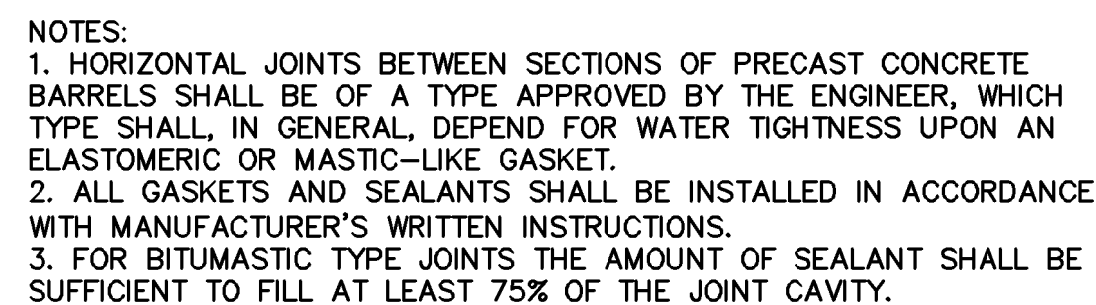 NOTES:
1. HORIZONTAL JOINTS BETWEEN SECTIONS OF PRECAST CONCRETE
BARRELS SHALL BE OF A TYPE APPROVED BY THE ENGINEER, WHICH
TYPE SHALL, IN GENERAL, DEPEND FOR WATER TIGHTNESS UPON AN
ELASTOMERIC OR MASTIC–LIKE GASKET.
2. ALL GASKETS AND SEALANTS SHALL BE INSTALLED IN ACCORDANCE
WITH MANUFACTURER'S WRITTEN INSTRUCTIONS.
3. FOR BITUMASTIC TYPE JOINTS THE AMOUNT OF SEALANT SHALL BE
SUFFICIENT TO FILL AT LEAST 75% OF THE JOINT CAVITY.